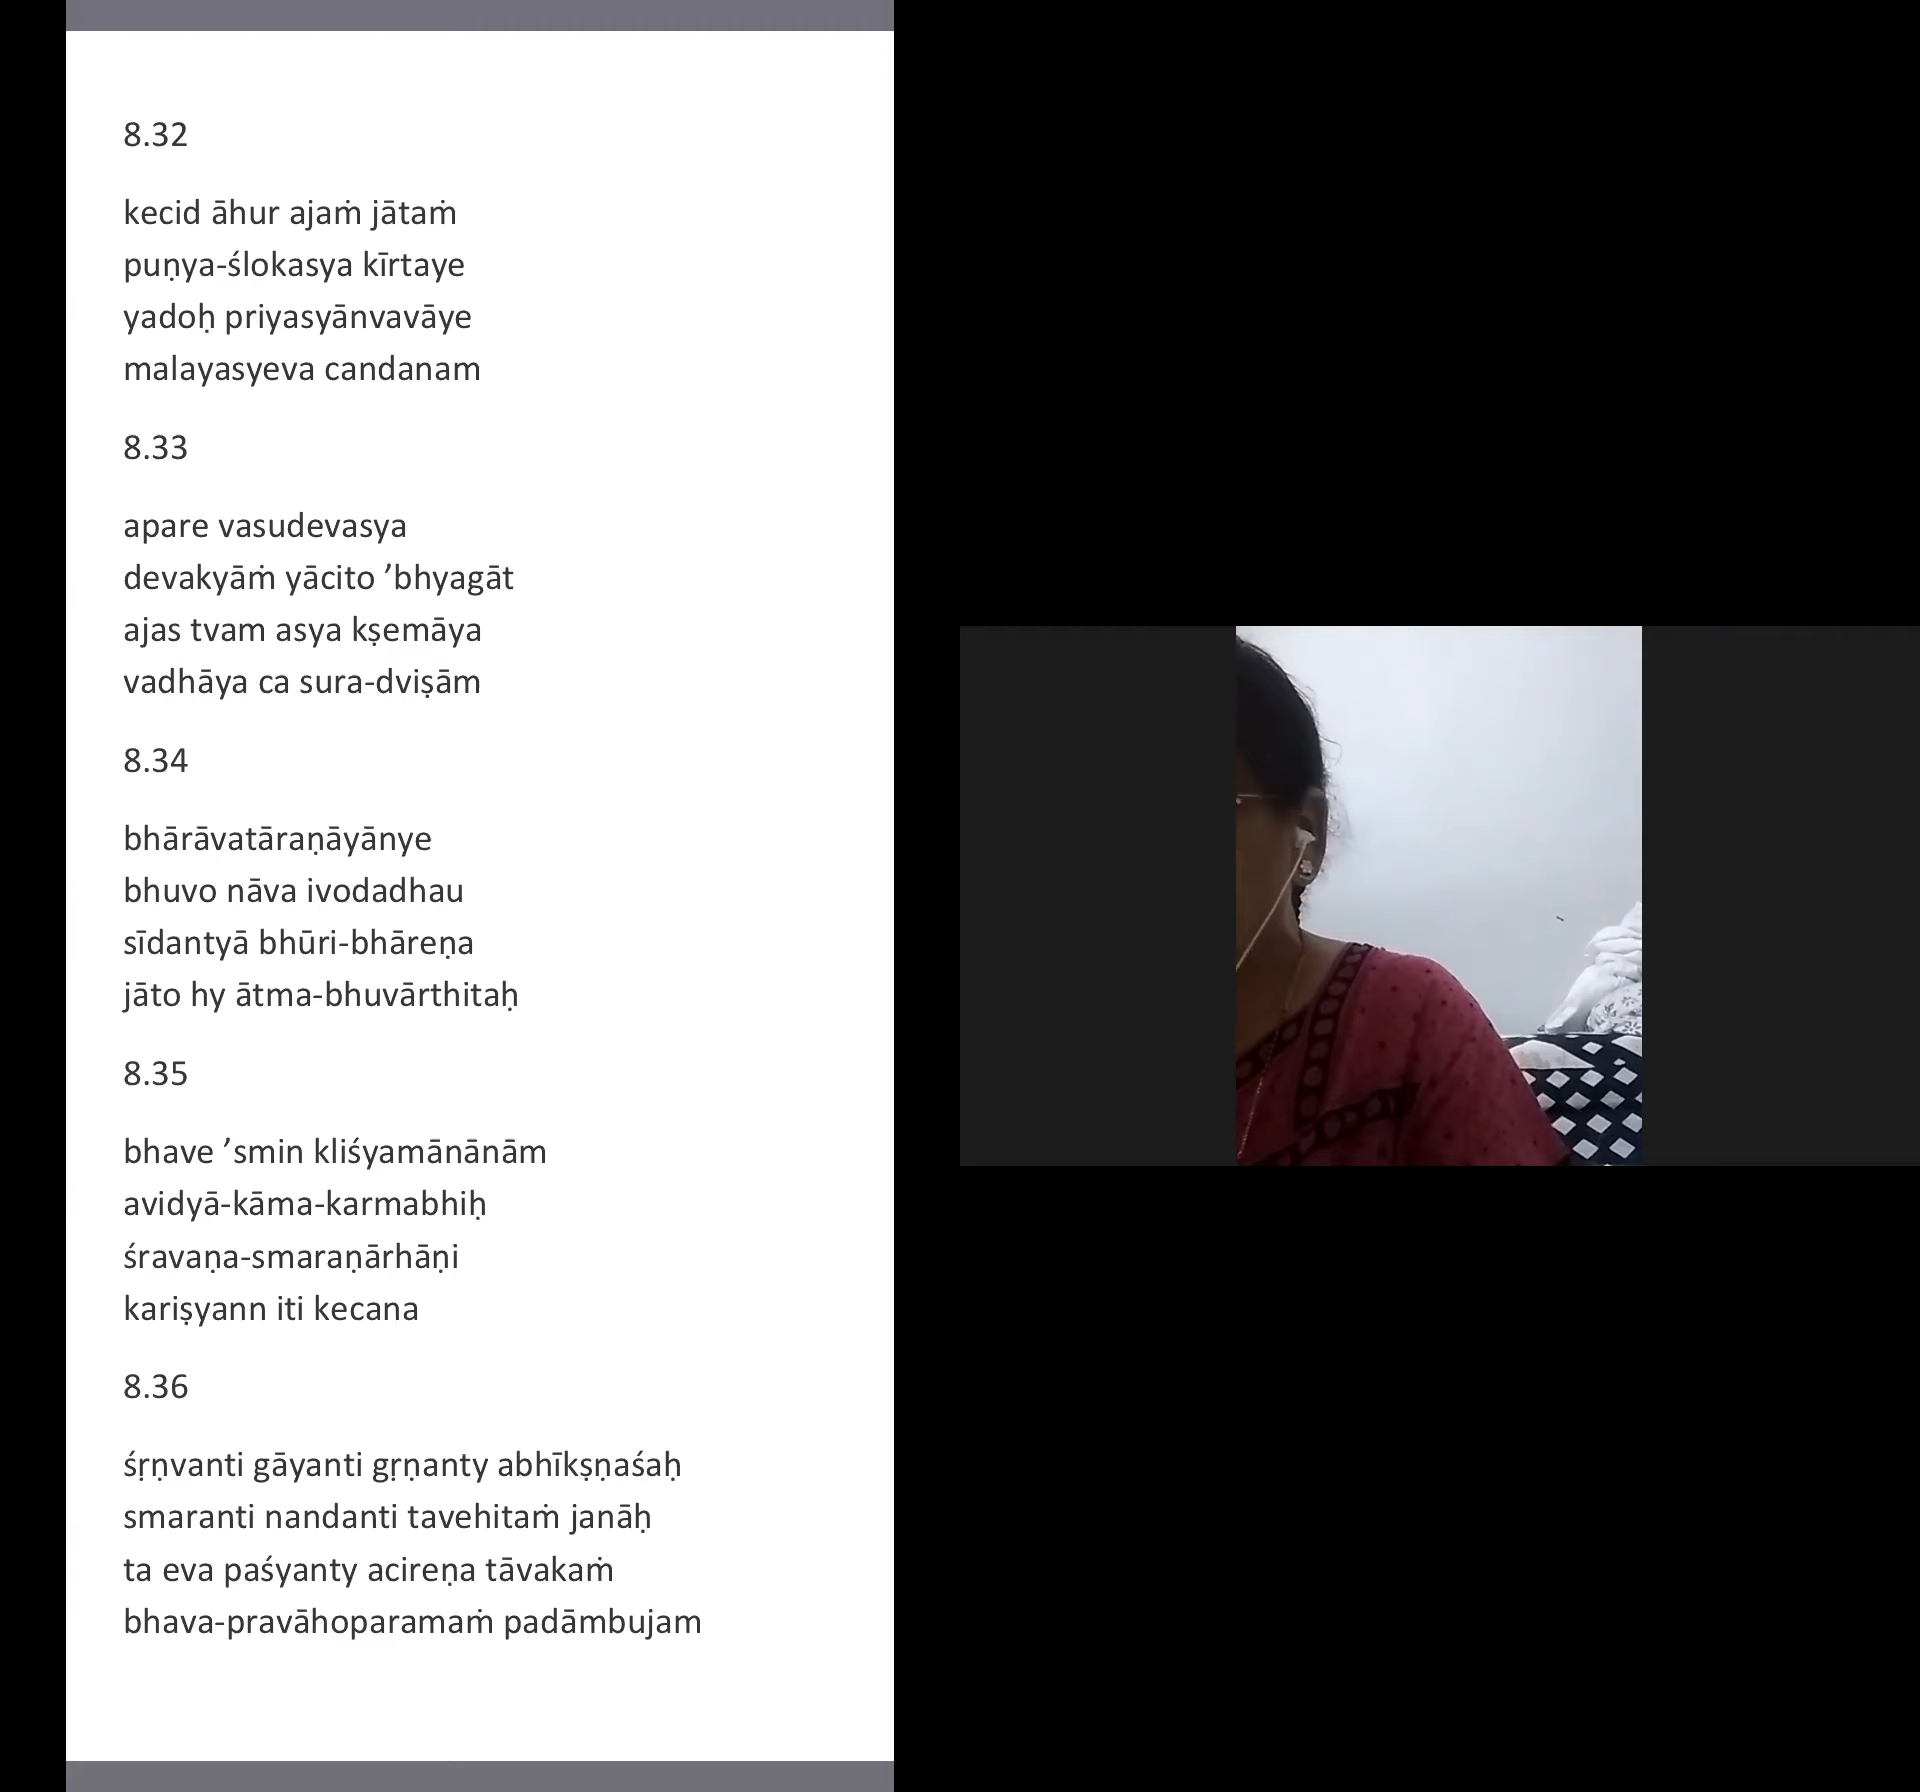 8.32
kecid āhur ajaṁ jātaṁ
puṇya-ślokasya kīrtaye
yadoḥ priyasyānvavāye
malayasyeva candanam
8.33
apare vasudevasya
devakyāṁ yācito ’bhyagāt
ajas tvam asya kṣemāya
vadhāya ca sura-dviṣām
8.34
bhārāvatāraṇāyānye
bhuvo nāva ivodadhau
sīdantyā bhūri-bhāreṇa
jāto hy ātma-bhuvārthitaḥ
8.35
bhave ’smin kliśyamānānām
avidyā-kāma-karmabhiḥ
śravaṇa-smaraṇārhāṇi
kariṣyann iti kecana
8.36
śṛṇvanti gāyanti gṛṇanty abhīkṣṇaśaḥ
smaranti nandanti tavehitaṁ janāḥ
ta eva paśyanty acireṇa tāvakaṁ
bhava-pravāhoparamaṁ padāmbujam